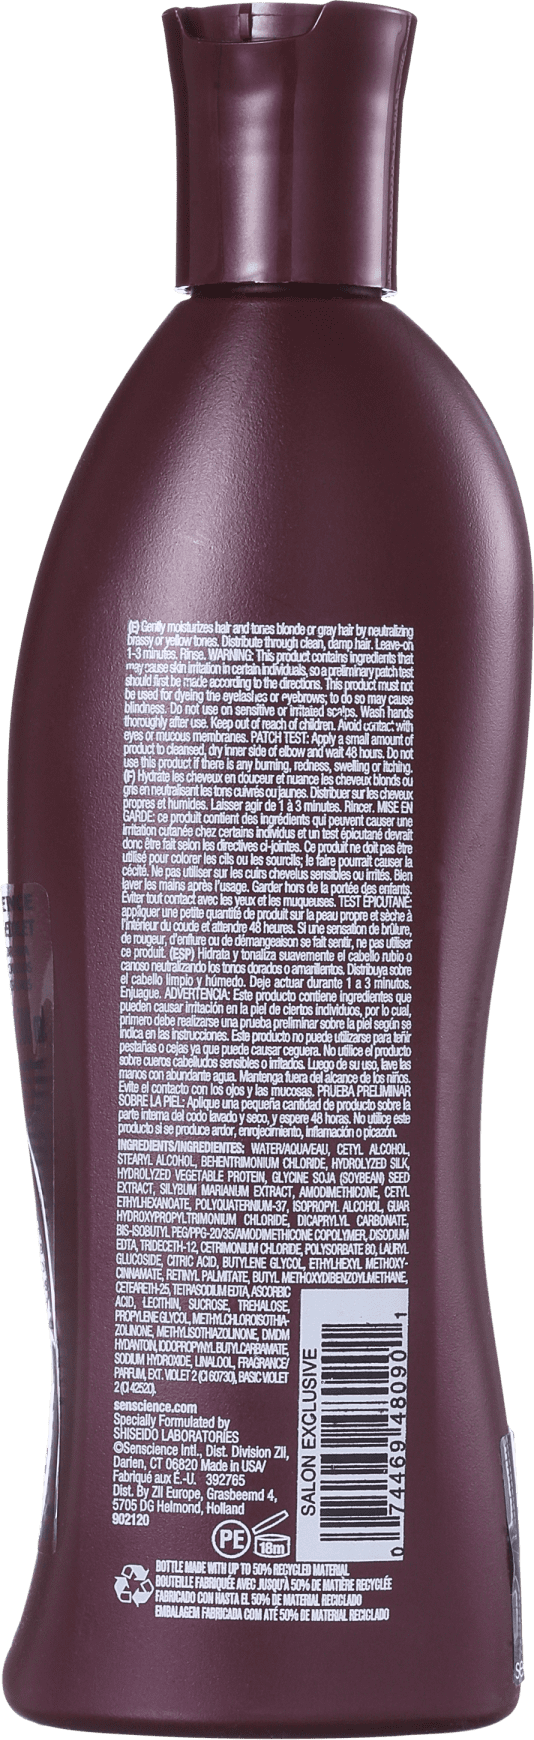 (E) Gently moisturizes hair and tones blonde or gray hair by neutralizing
brassy or yellow tones. Distribute through clean, damp hair. Leave-on
1-3 minutes. Rinse. WARNING: This product contains ingredients that
may cause skin irritation in certain individuals, so a preliminary patch test
should first be made according to the directions. This product must not
be used for dyeing the eyelashes or eyebrows; to do so may cause
blindness. Do not use on sensitive or irritated scalps. Wash hands
thoroughly after use. Keep out of reach of children. Avoid contact with
eyes or mucous membranes. PATCH TEST: Apply a small amount of
product to cleansed, dry inner side of elbow and wait 48 hours. Do not
use this product if there is any burning, redness, swelling or itching.
(F) Hydrate les cheveux en douceur et nuance les cheveux blonds ou
gris en neutralisant les tons cuivrés ou jaunes. Distribuer sur les cheveux
propres et humides. Laisser agir de 1 à 3 minutes. Rincer. MISE EN
GARDE: ce produit contient des ingrédients qui peuvent causer une
irritation cutanée chez certains individus et un test épicutané devrait
donc être fait selon les directives ci-jointes. Ce produit ne doit pas être
utilisé pour colorer les cils ou les sourcils; le faire pourrait causer la
cécité. Ne pas utiliser sur les cuirs chevelus sensibles ou irrités. Bien
laver les mains après l'usage. Garder hors de la portée des enfants.
Éviter tout contact avec les yeux et les muqueuses. TEST ÉPICUTANÉ:
appliquer une petite quantité de produit sur la peau propre et sèche à
l'intérieur du coude et attendre 48 heures. Si une sensation de brûlure,
de rougeur, d'enflure ou de démangeaison se fait sentir, ne pas utiliser
ce produit. (ESP) Hidrata y tonaliza suavemente el cabello rubio o
canoso neutralizando los tonos dorados o amarillentos. Distribuya sobre
el cabello limpio y húmedo. Deje actuar durante 1 a 3 minutos.
Enjuague. ADVERTENCIA: Este producto contiene ingredientes que
pueden causar irritación en la piel de ciertos individuos, por lo cual,
primero debe realizarse una prueba preliminar sobre la piel según se
indica en las instrucciones. Este producto no puede utilizarse para teñir
pestañas o cejas ya que puede causar ceguera. No utilice el producto
sobre cueros cabelludos sensibles o irritados. Luego de su uso, lave las
manos con abundante agua. Mantenga fuera del alcance de los niños.
Evite el contacto con los ojos y las mucosas. PRUEBA PRELIMINAR
SOBRE LA PIEL: Aplique una pequeña cantidad de producto sobre la
parte interna del codo lavado y seco, y espere 48 horas. No utilice este
producto si se produce ardor, enrojecimiento, inflamación o picazón.
INGREDIENTS/INGREDIENTES: WATER/AQUA/EAU, CETYL ALCOHOL,
STEARYL ALCOHOL, BEHENTRIMONIUM CHLORIDE, HYDROLYZED SILK,
HYDROLYZED VEGETABLE PROTEIN, GLYCINE SOJA (SOYBEAN) SEED
EXTRACT, SILYBUM MARIANUM EXTRACT, AMODIMETHICONE, CETYL
ETHYLHEXANOATE, POLYQUATERNIUM-37, ISOPROPYL ALCOHOL, GUAR
HYDROXYPROPYLTRIMONIUM CHLORIDE, DICAPRYLYL CARBONATE,
BIS-ISOBUTYL PEG/PPG-20/35/AMODIMETHICONE COPOLYMER, DISODIUM
EDTA, TRIDECETH-12, CETRIMONIUM CHLORIDE, POLYSORBATE 80, LAURYL
GLUCOSIDE, CITRIC ACID, BUTYLENE GLYCOL, ETHYLHEXYL METHOXY-
CINNAMATE, RETINYL PALMITATE, BUTYL METHOXYDIBENZOYLMETHANE,
CETEARETH-25, TETRASODIUM EDTA, ASCORBIC
ACID, LECITHIN, SUCROSE, TREHALOSE,
PROPYLENE GLYCOL, METHYLCHLOROISOTHIA-
ZOLINONE, METHYLISOTHIAZOLINONE, DMDM
HYDANTOIN, IODOPROPYNYL BUTYLCARBAMATE,
SODIUM HYDROXIDE, LINALOOL, FRAGRANCE/
PARFUM, EXT. VIOLET 2 (CI 60730), BASIC VIOLET
2 (CI 42520).
senscience.com
Specially Formulated by
SHISEIDO LABORATORIES
©Senscience Intl., Dist. Division ZII,
Darien, CT 06820 Made in USA/
Fabriqué aux É.-U. 392765
Dist. By ZII Europe, Grasbeemd 4,
5705 DG Helmond, Holland
902120
SALON EXCLUSIVE
0 74469 48090 1
PE
18m
BOTTLE MADE WITH UP TO 50% RECYCLED MATERIAL
BOUTEILLE FABRIQUÉE AVEC JUSQU'À 50% DE MATIÈRE RECYCLÉE
FABRICADO CON HASTA EL 50% DE MATERIAL RECICLADO
EMBALAGEM FABRICADA COM ATÉ 50% DE MATERIAL RECICLADO